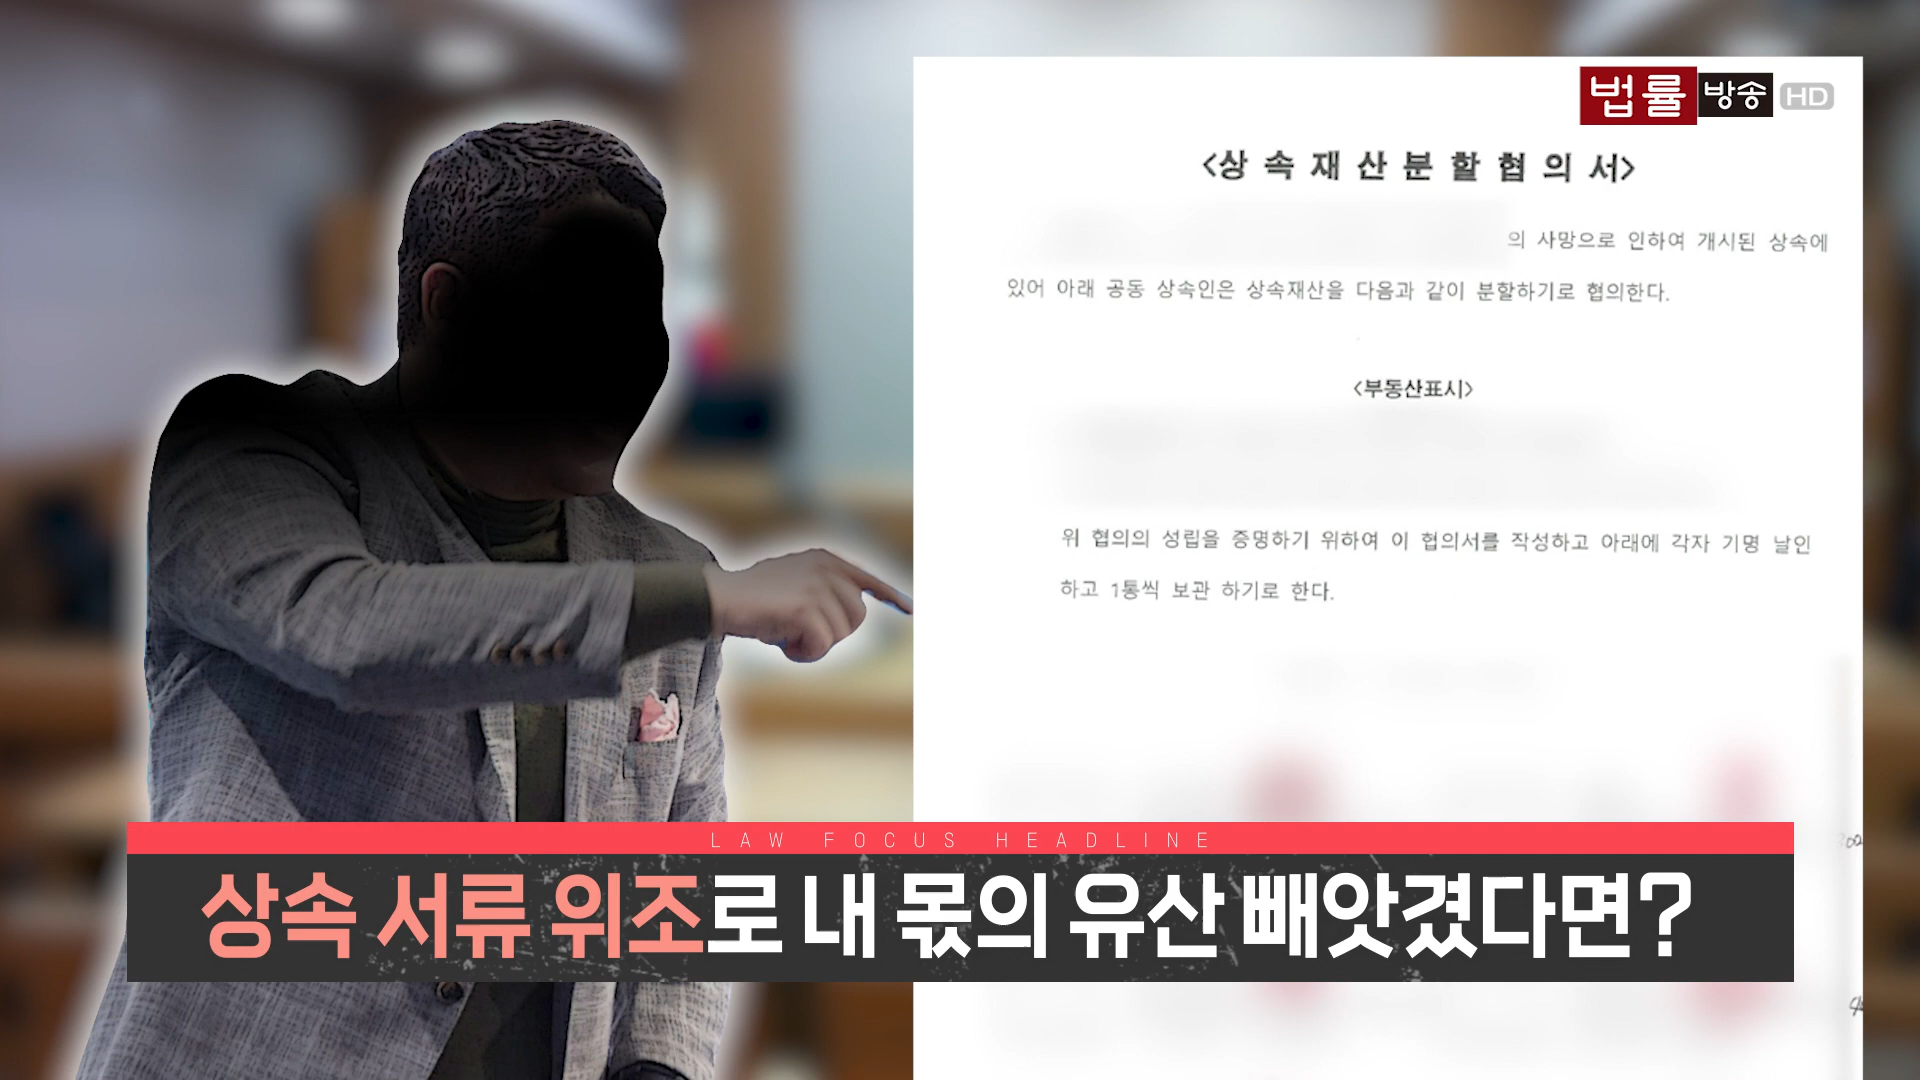 법률방송 HD
<상속재산분할협의서>
의 사망으로 인하여 개시된 상속에
있어 아래 공동 상속인은 상속재산을 다음과 같이 분할하기로 협의한다.
<부동산표시>
위 협의의 성립을 증명하기 위하여 이 협의서를 작성하고 아래에 각자 기명 날인
하고 1통씩 보관 하기로 한다.
LAW FOCUS HEADLINE
상속 서류 위조로 내 몫의 유산 빼앗겼다면?